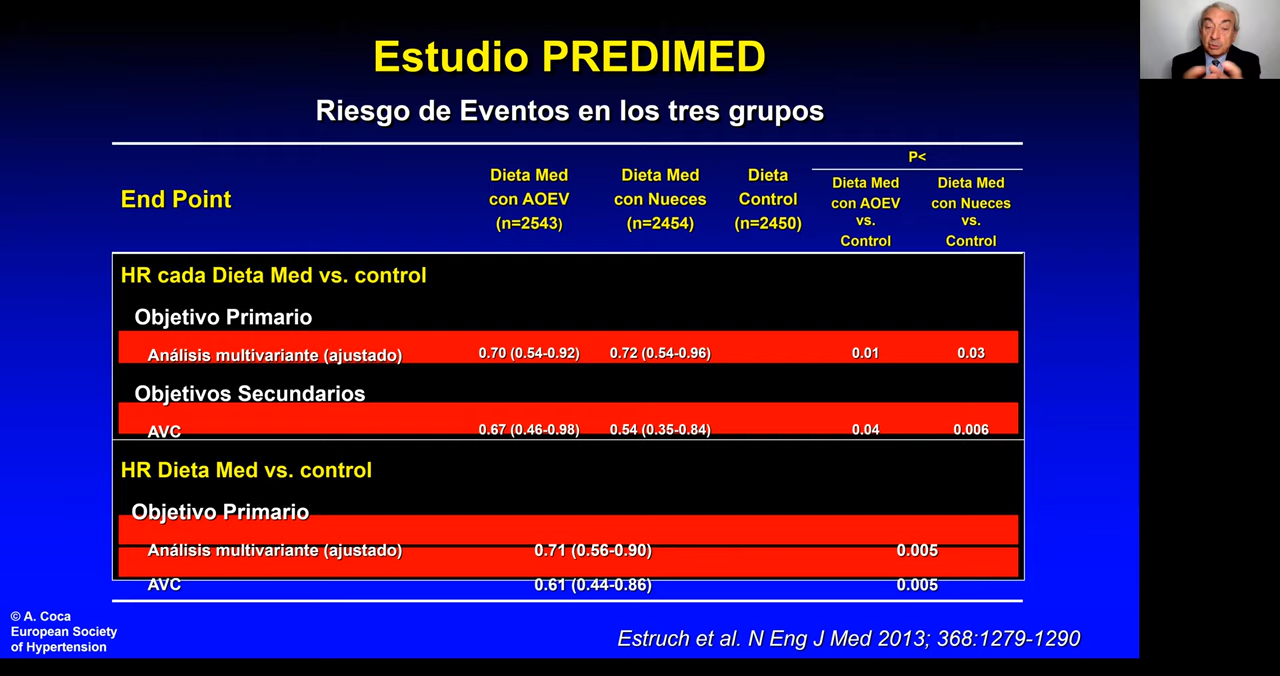 Estudio PREDIMED
Riesgo de Eventos en los tres grupos
End Point
Dieta Med
con AOEV
(n=2543)
Dieta Med
con Nueces
(n=2454)
Dieta
Control
(n=2450)
P<
Dieta Med
con AOEV
vs.
Control
Dieta Med
con Nueces
vs.
Control
HR cada Dieta Med vs. control
Objetivo Primario
Análisis multivariante (ajustado) 0.70 (0.54-0.92) 0.72 (0.54-0.96) 0.01 0.03
Objetivos Secundarios
AVC 0.67 (0.46-0.98) 0.54 (0.35-0.84) 0.04 0.006
HR Dieta Med vs. control
Objetivo Primario
Análisis multivariante (ajustado) 0.71 (0.56-0.90) 0.005
AVC 0.61 (0.44-0.86) 0.005
© A. Coca
European Society
of Hypertension
Estruch et al. N Eng J Med 2013; 368:1279-1290